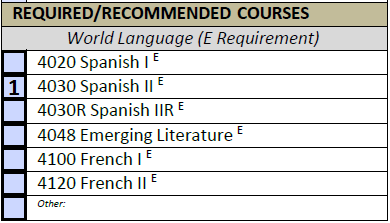 REQUIRED/RECOMMENDED COURSES
World Language (E Requirement)
4020 Spanish I E
1 4030 Spanish II E
4030R Spanish IIR E
4048 Emerging Literature E
4100 French I E
4120 French II E
Other: